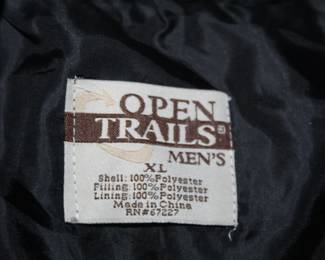 OPEN
TRAILS®
MEN'S
XL
Shell: 100% Polyester
Filling: 100% Polyester
Lining: 100% Polyester
Made in China
RN#67227